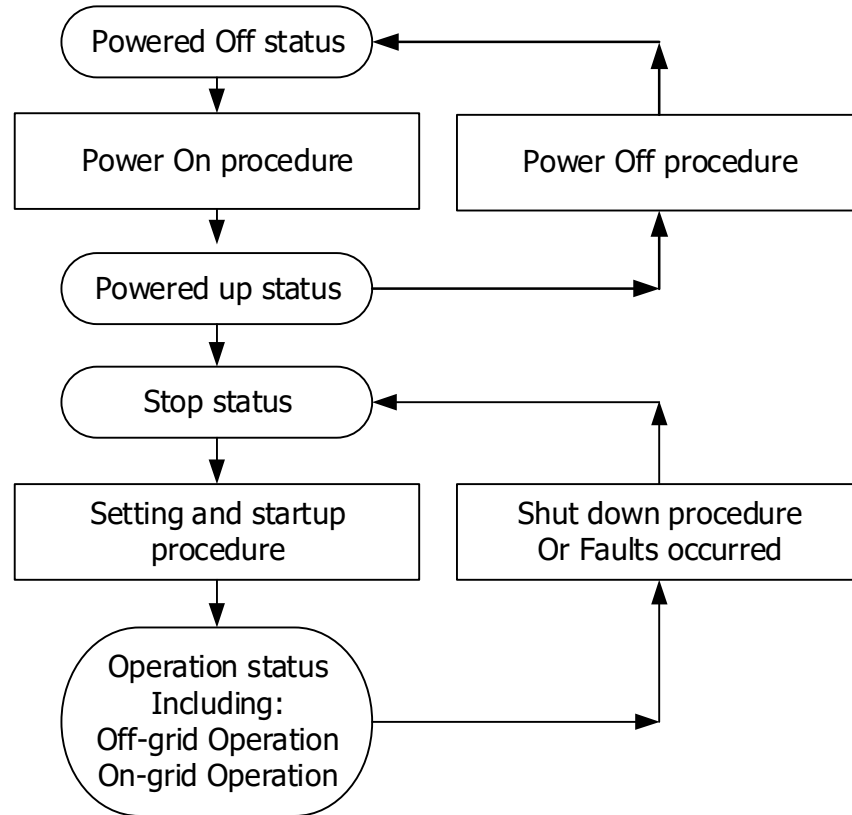 Powered Off status
Power On procedure
Power Off procedure
Powered up status
Stop status
Setting and startup
procedure
Shut down procedure
Or Faults occurred
Operation status
Including:
Off-grid Operation
On-grid Operation